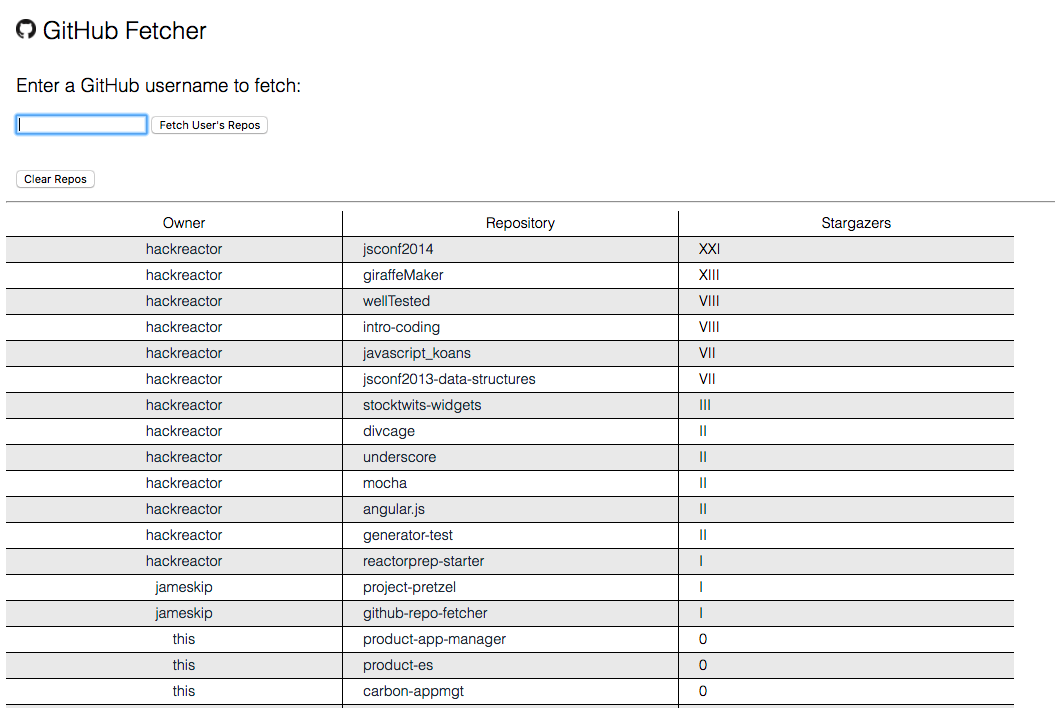 GitHub Fetcher
Enter a GitHub username to fetch:
Fetch User's Repos
Clear Repos
Owner Repository Stargazers
hackreactor jsconf2014 XXI
hackreactor giraffeMaker XIII
hackreactor wellTested VIII
hackreactor intro-coding VIII
hackreactor javascript_koans VII
hackreactor jsconf2013-data-structures VII
hackreactor stocktwits-widgets III
hackreactor divcage II
hackreactor underscore II
hackreactor mocha II
hackreactor angular.js II
hackreactor generator-test II
hackreactor reactorprep-starter I
jameskip project-pretzel I
jameskip github-repo-fetcher I
this product-app-manager 0
this product-es 0
this carbon-appmgt 0